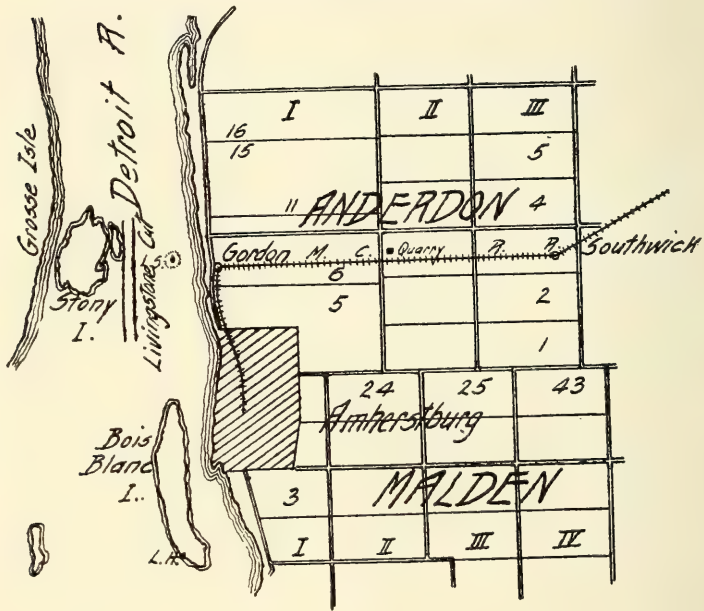 Grosse Isle
Detroit R.
Livingstone Cut
Stony
I.
L.S.
I
II
III
16
15
5
11
ANDERDON
4
Gordon M. C. Quarry R. R. Southwick
6
5
2
1
24
25
43
Amherstburg
Bois
Blanc
I..
L.H.
3
MALDEN
I
II
III
IV